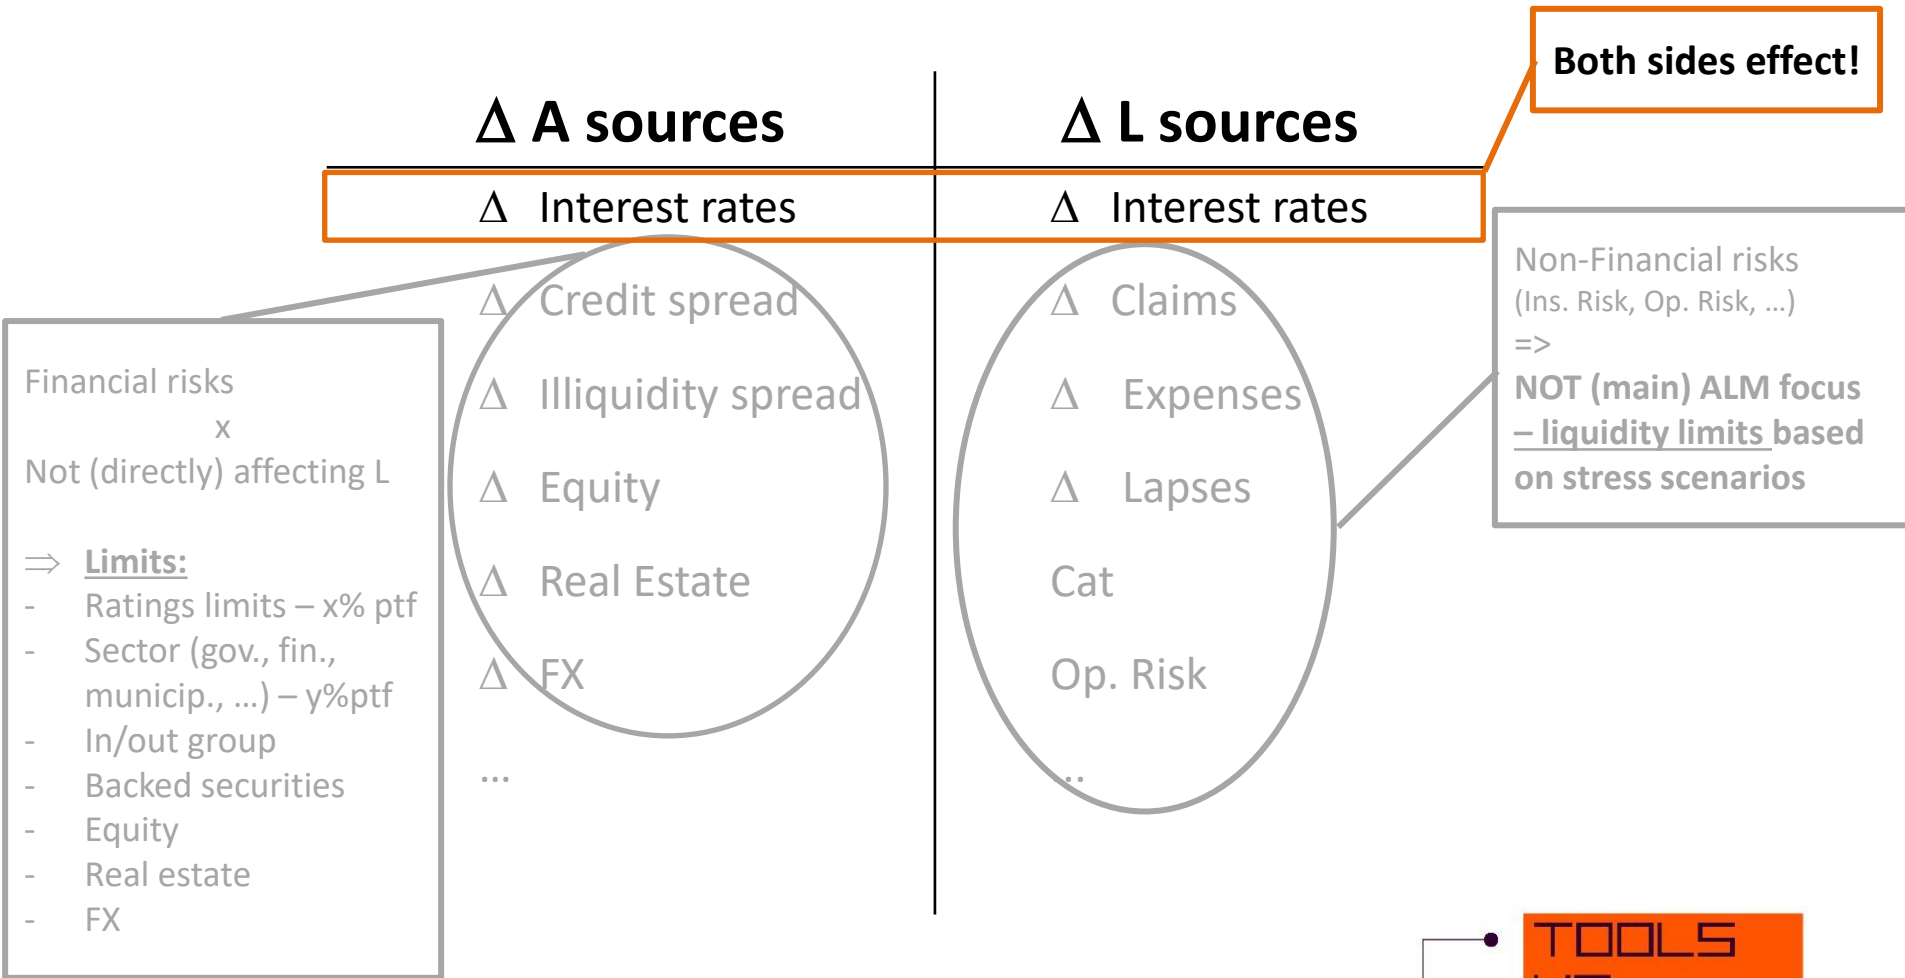 Both sides effect!
Δ A sources
Δ L sources
Δ Interest rates
Δ Interest rates
Δ Credit spread
Δ Illiquidity spread
Δ Equity
Δ Real Estate
Δ FX
...
Δ Claims
Δ Expenses
Δ Lapses
Cat
Op. Risk
...
Financial risks
x
Not (directly) affecting L
⇒ Limits:
- Ratings limits – x% ptf
- Sector (gov., fin.,
municip., ...) – y%ptf
- In/out group
- Backed securities
- Equity
- Real estate
- FX
Non-Financial risks
(Ins. Risk, Op. Risk, ...)
=>
NOT (main) ALM focus
– liquidity limits based
on stress scenarios
TOOLS